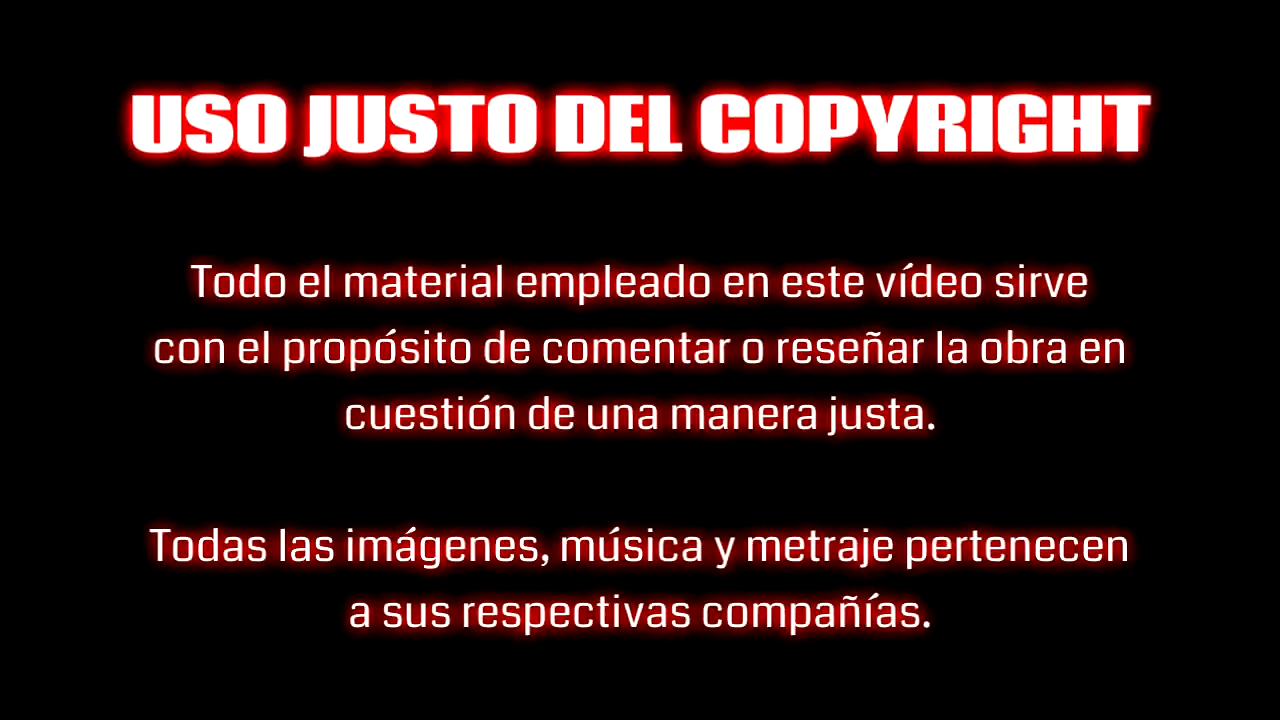 USO JUSTO DEL COPYRIGHT
Todo el material empleado en este vídeo sirve
con el propósito de comentar o reseñar la obra en
cuestión de una manera justa.
Todas las imágenes, música y metraje pertenecen
a sus respectivas compañías.